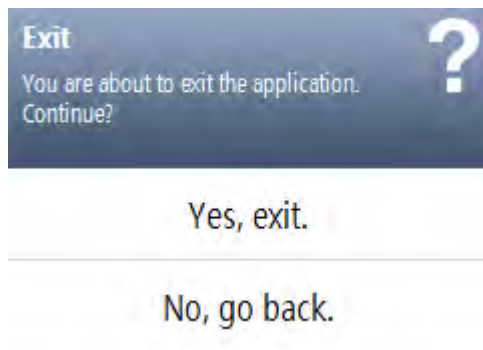 Exit
You are about to exit the application.
Continue?
?
Yes, exit.
No, go back.